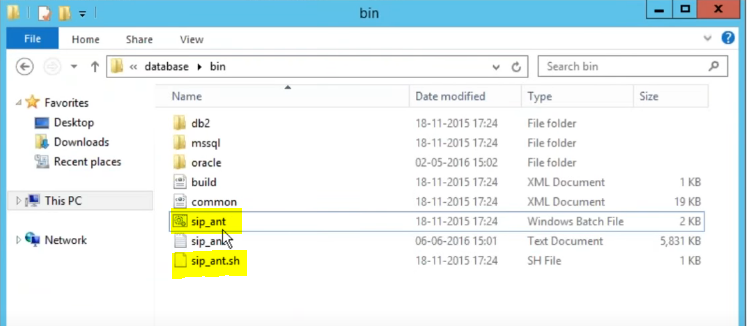 bin
File Home Share View
« database bin Search bin
Name Date modified Type Size
Favorites
Desktop
Downloads
Recent places
This PC
Network
db2 18-11-2015 17:24 File folder
mssql 18-11-2015 17:24 File folder
oracle 02-05-2016 15:02 File folder
build 18-11-2015 17:24 XML Document 1 KB
common 18-11-2015 17:24 XML Document 19 KB
sip_ant 18-11-2015 17:24 Windows Batch File 2 KB
sip_ant 06-06-2016 15:01 Text Document 5,831 KB
sip_ant.sh 18-11-2015 17:24 SH File 1 KB